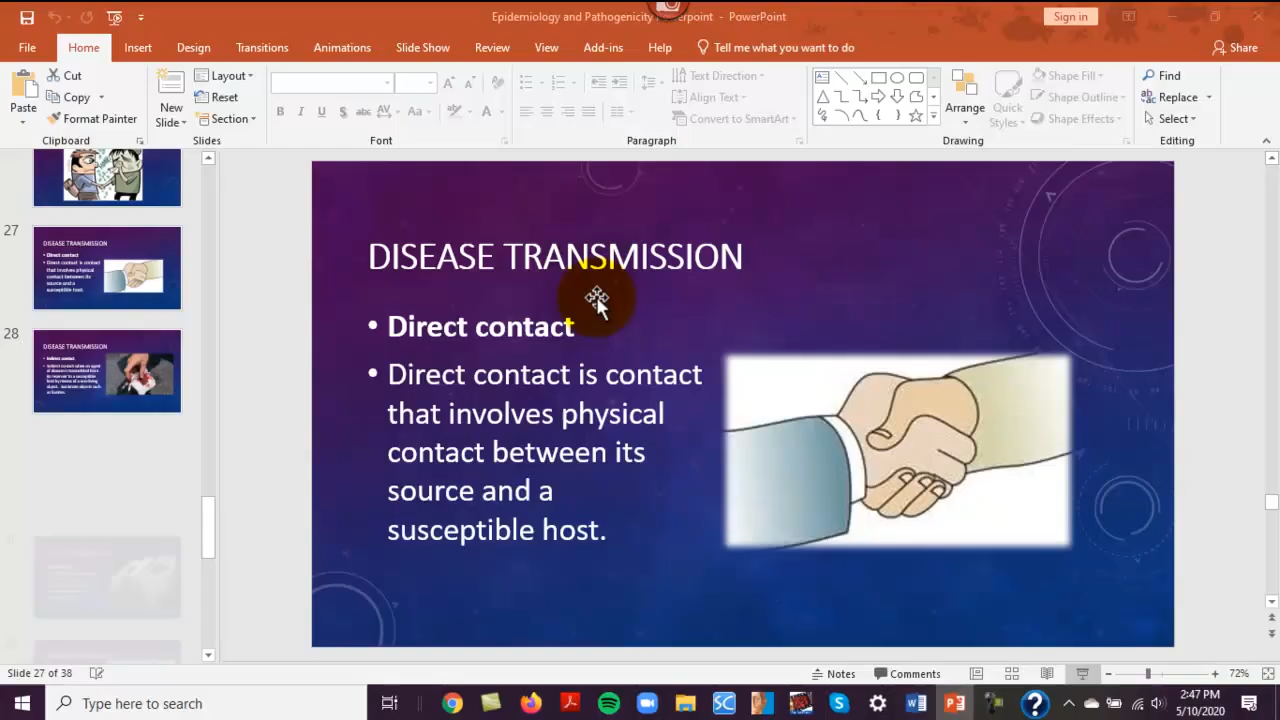 Epidemiology and Pathogenicity
rpoint - PowerPoint
Sign in
File Home Insert Design Transitions Animations Slide Show Review View Add-ins Help Tell me what you want to do Share
Paste
Cut
Copy
Format Painter
Clipboard
New
Slide
Layout
Reset
Section
Slides
Font
Text Direction
Align Text
Convert to SmartArt
Paragraph
Arrange
Quick
Styles
Shape Fill
Shape Outline
Shape Effects
Drawing
Find
Replace
Select
Editing
27
DISEASE TRANSMISSION
Direct contact
Direct contact is contact
that involves physical
contact between its
source and a
susceptible host.
28
DISEASE TRANSMISSION
Indirect contact
DISEASE TRANSMISSION
• Direct contact
• Direct contact is contact
that involves physical
contact between its
source and a
susceptible host.
Slide 27 of 38
Notes
Comments
72%
Type here to search
2:47 PM
5/10/2020